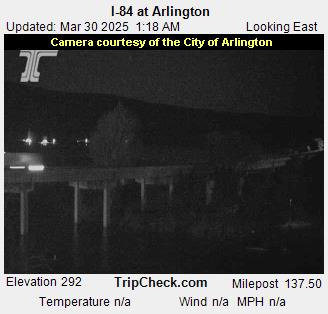 I-84 at Arlington
Updated: Mar 30 2025 1:18 AM Looking East
Camera courtesy of the City of Arlington
Elevation 292 TripCheck.com Milepost 137.50
Temperature n/a Wind n/a MPH n/a